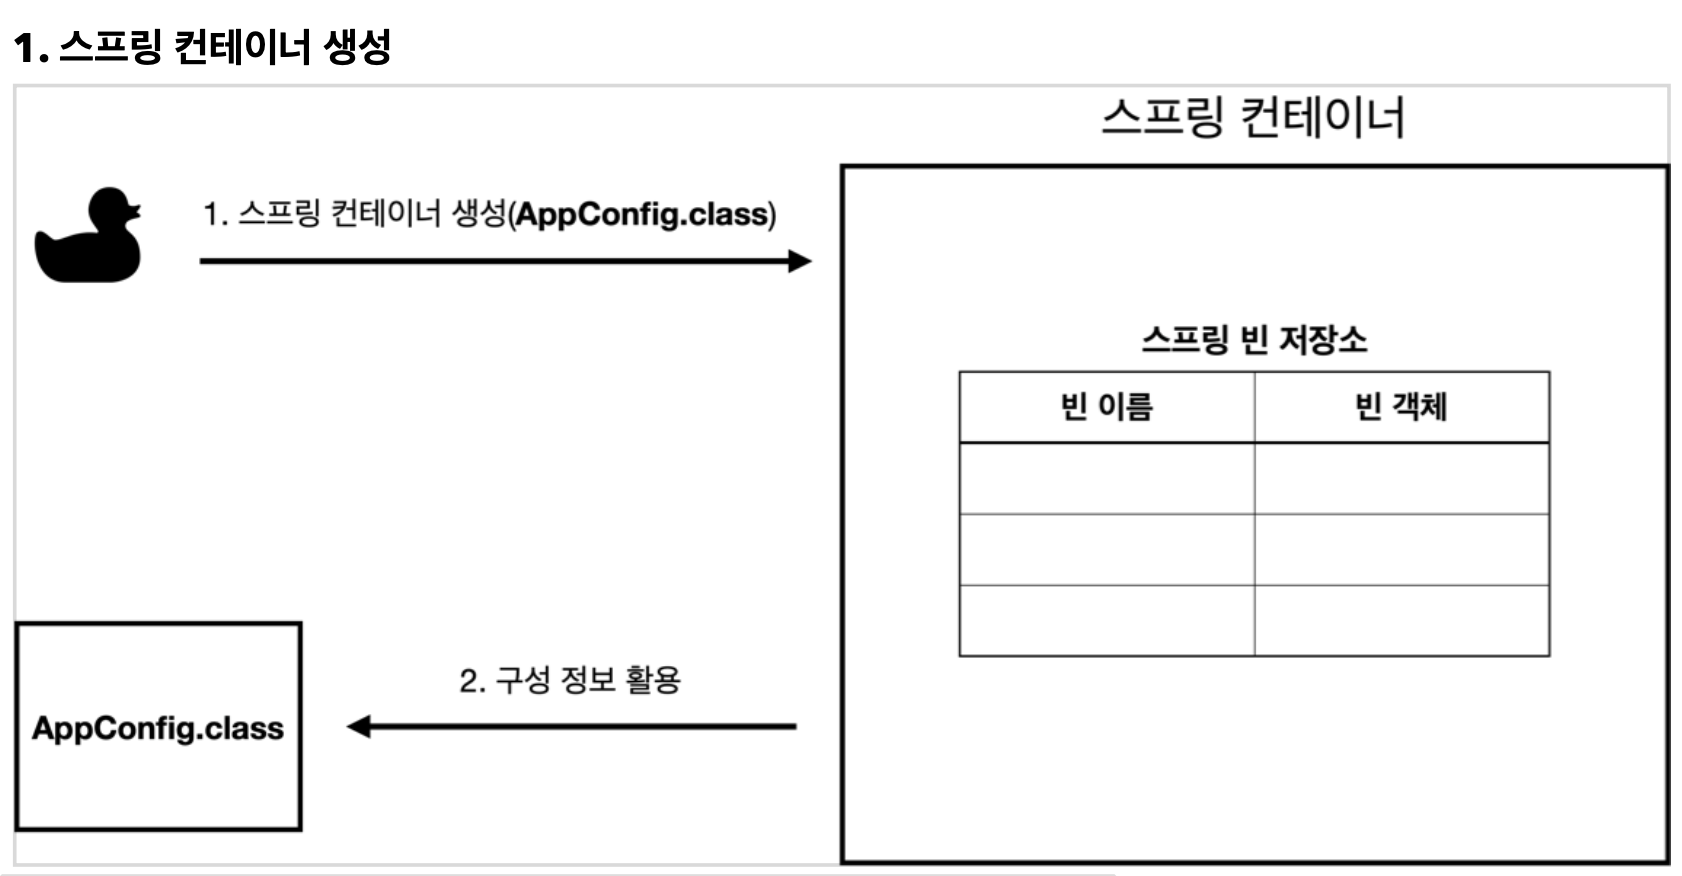 1. 스프링 컨테이너 생성
스프링 컨테이너
1. 스프링 컨테이너 생성(AppConfig.class)
스프링 빈 저장소
빈 이름 빈 객체
2. 구성 정보 활용
AppConfig.class